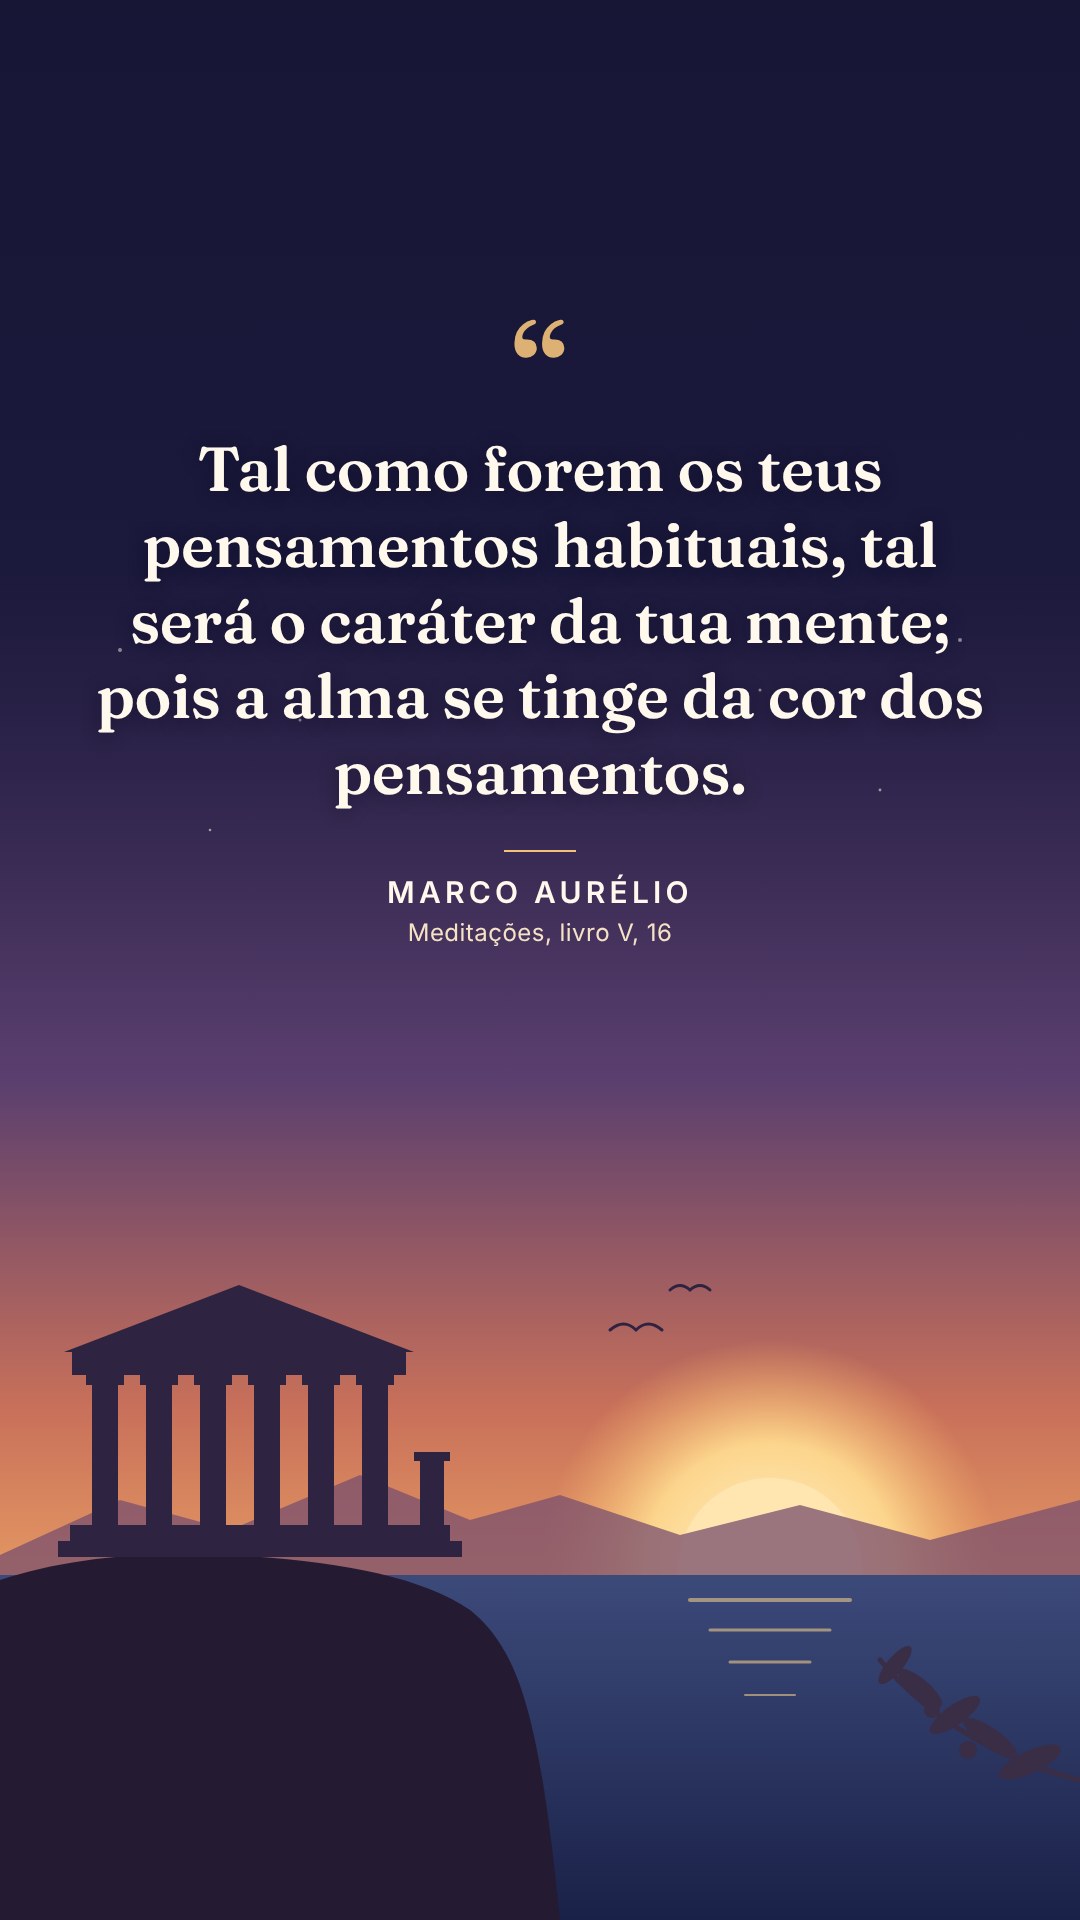 “
Tal como forem os teus
pensamentos habituais, tal
será o caráter da tua mente;
pois a alma se tinge da cor dos
pensamentos.
MARCO AURÉLIO
Meditações, livro V, 16